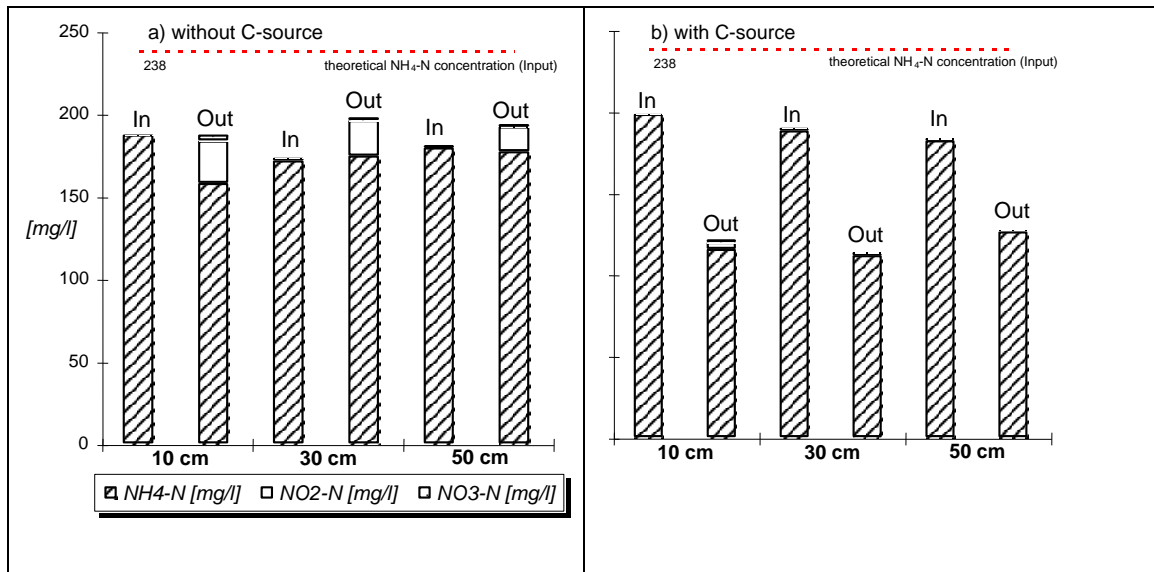 a) without C-source
238
theoretical NH4-N concentration (Input)
250
200
150
[mg/l]
100
50
0
In
Out
In
Out
In
Out
10 cm
30 cm
50 cm
NH4-N [mg/l]
NO2-N [mg/l]
NO3-N [mg/l]
b) with C-source
238
theoretical NH4-N concentration (Input)
In
Out
In
Out
In
Out
10 cm
30 cm
50 cm